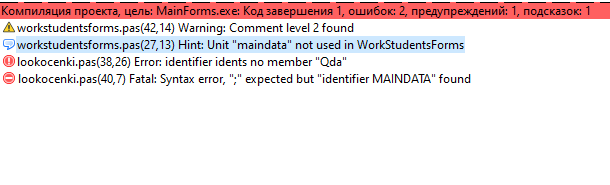 Компиляция проекта, цель: MainForms.exe: Код завершения 1, ошибок: 2, предупреждений: 1, подсказок: 1
workstudentsforms.pas(42,14) Warning: Comment level 2 found
workstudentsforms.pas(27,13) Hint: Unit "maindata" not used in WorkStudentsForms
lookocenki.pas(38,26) Error: identifier idents no member "Qda"
lookocenki.pas(40,7) Fatal: Syntax error, ";" expected but "identifier MAINDATA" found